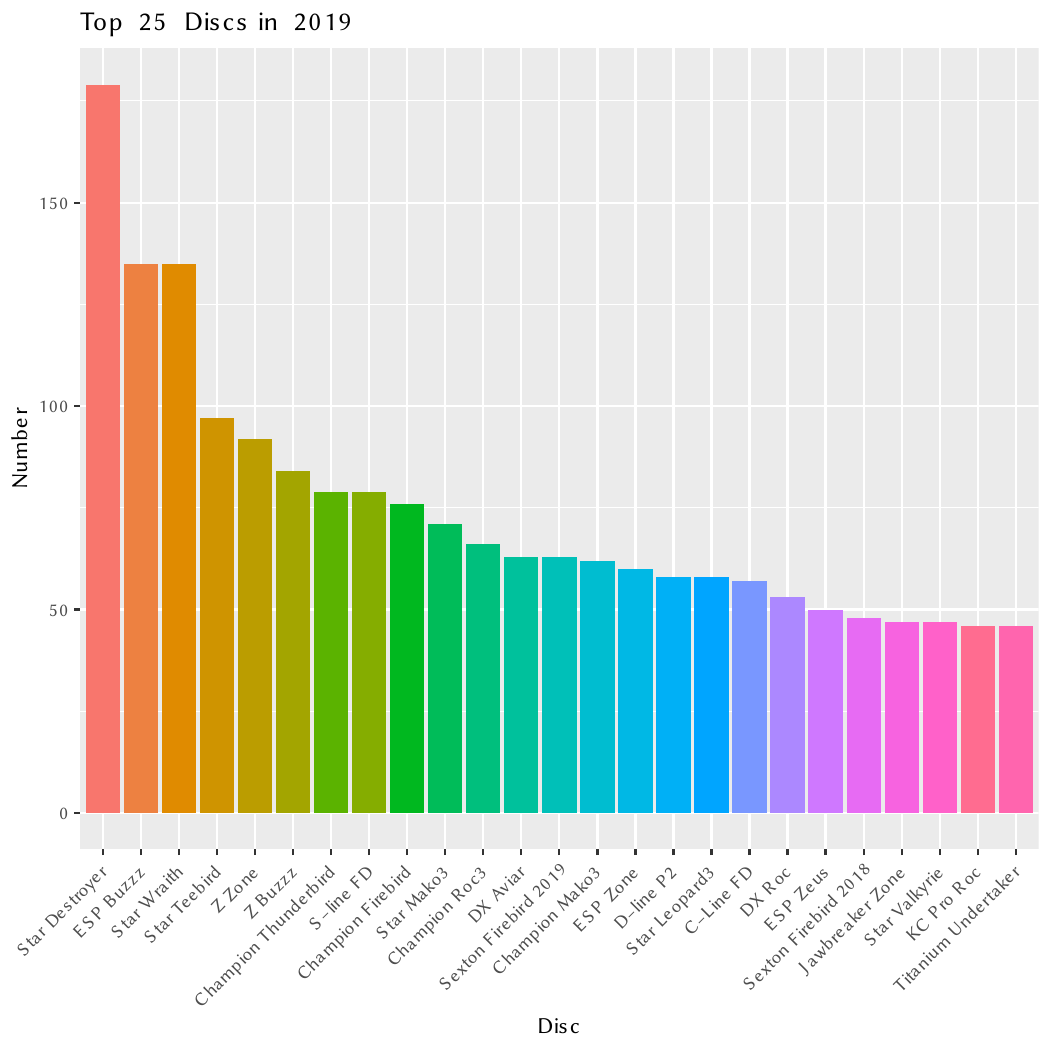 Top 25 Discs in 2019
Number
150
100
50
0
Star Destroyer
ESP Buzzz
Star Wraith
Star Teebird
Z Zone
Z Buzzz
Champion Thunderbird
S-line FD
Champion Firebird
Star Mako3
Champion Roc3
DX Aviar
Sexton Firebird 2019
Champion Mako3
ESP Zone
D-line P2
Star Leopard3
C-Line FD
DX Roc
ESP Zeus
Sexton Firebird 2018
Jawbreaker Zone
Star Valkyrie
KC Pro Roc
Titanium Undertaker
Disc